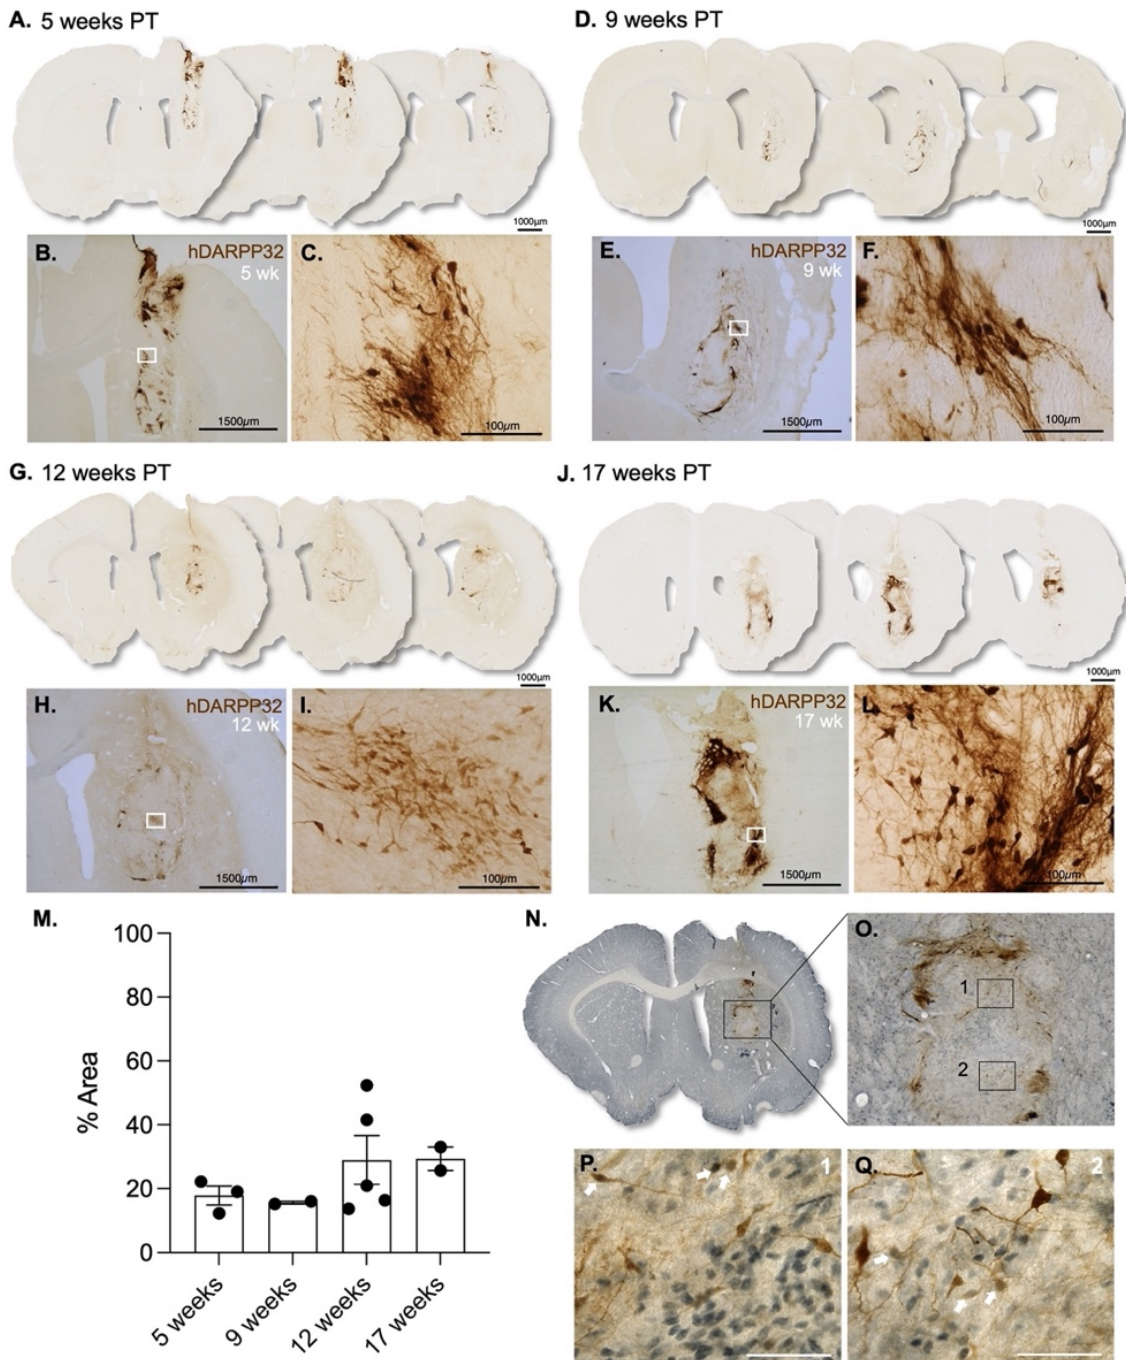 A. 5 weeks PT
D. 9 weeks PT
1000µm
1000µm
B.
hDARPP32
5 wk
1500µm
C.
100µm
E.
hDARPP32
9 wk
1500µm
F.
100µm
G. 12 weeks PT
J. 17 weeks PT
1000µm
1000µm
H.
hDARPP32
12 wk
1500µm
I.
100µm
K.
hDARPP32
17 wk
1500µm
L.
100µm
M.
100
80
60
40
20
0
% Area
5 weeks
9 weeks
12 weeks
17 weeks
N.
O.
1
2
P.
1
Q.
2